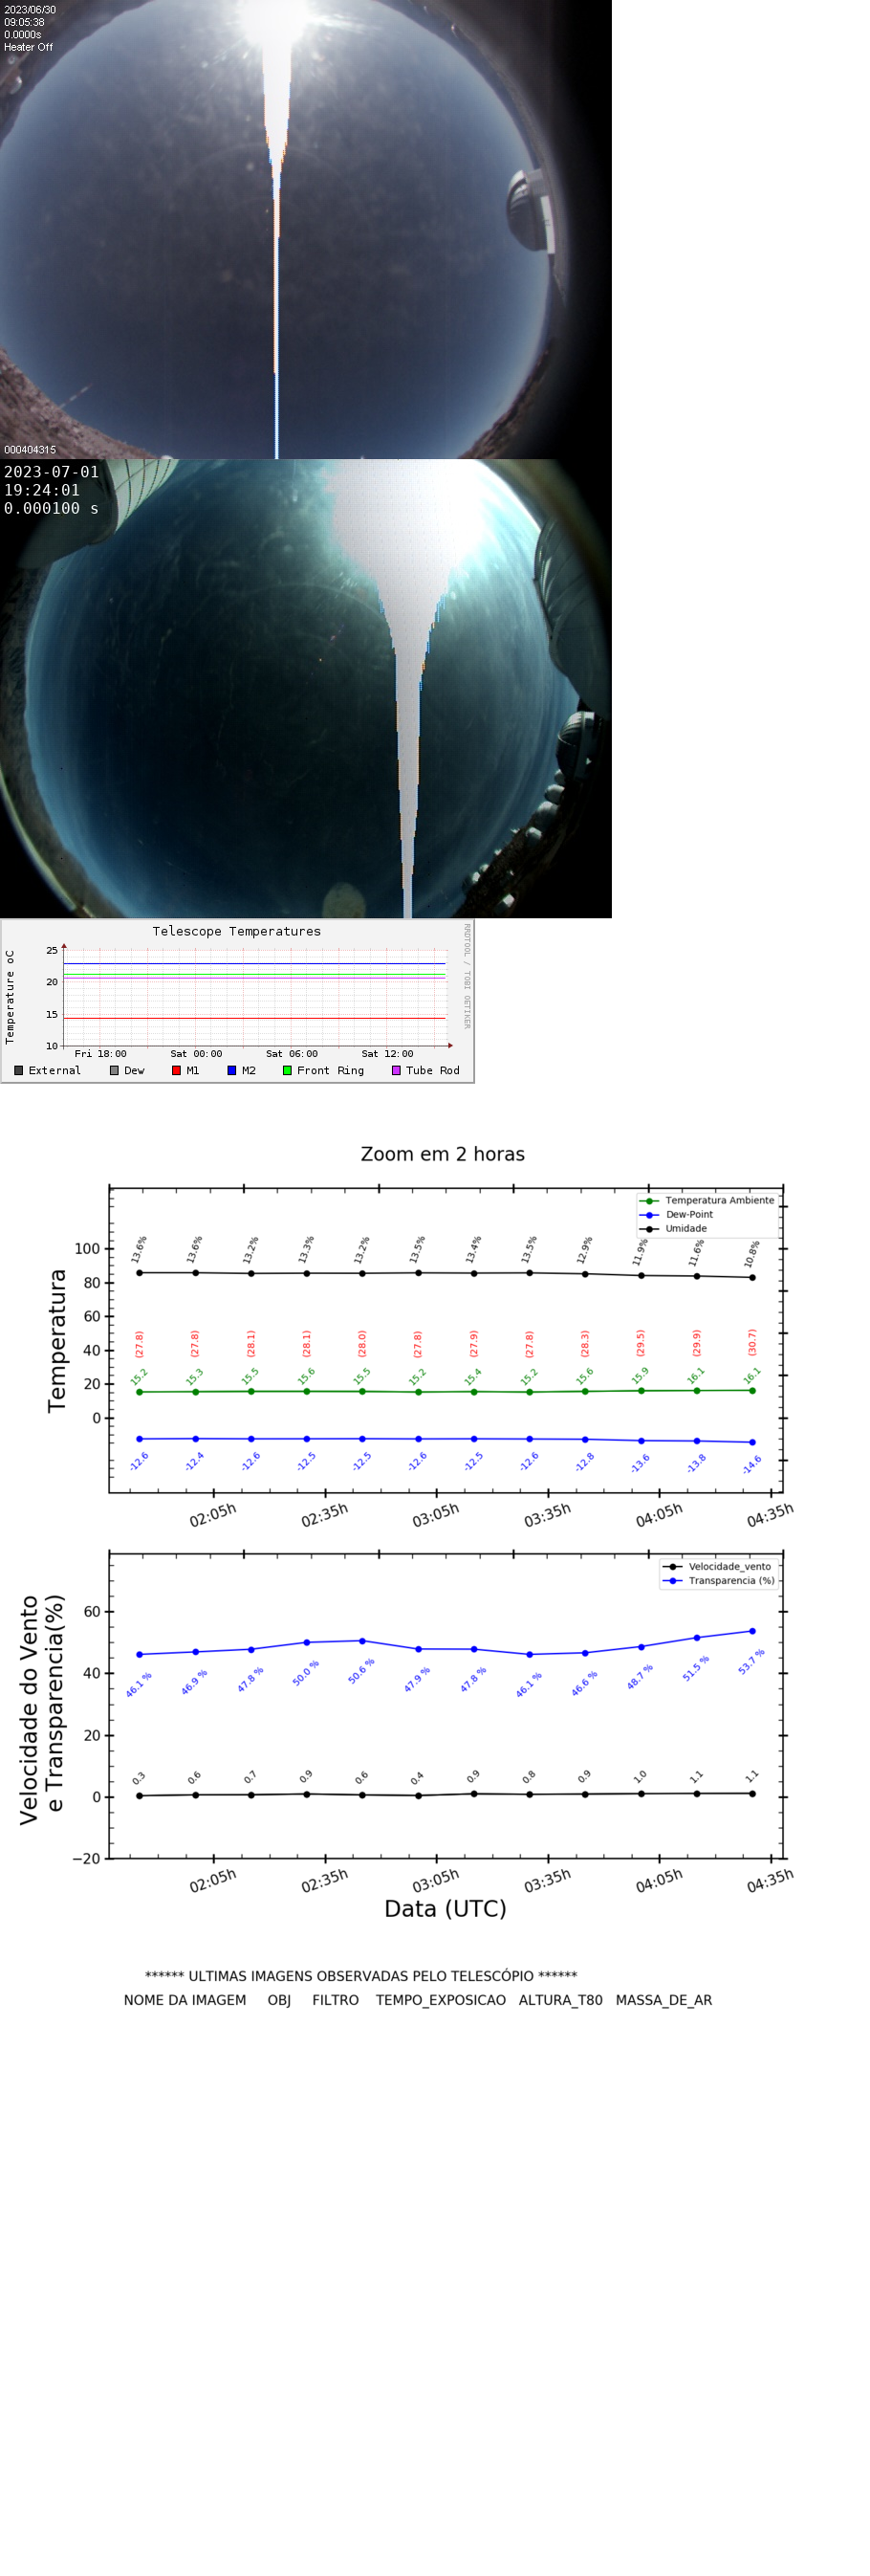 2023/06/30
09:05:38
0.0000s
Heater Off
000404315
2023-07-01
19:24:01
0.000100 s
Telescope Temperatures
RRDTOOL / TOBI OETIKER
Temperature oC
25
20
15
10
Fri 18:00 Sat 00:00 Sat 06:00 Sat 12:00
External Dew M1 M2 Front Ring Tube Rod
Zoom em 2 horas
Temperatura Ambiente
Dew-Point
Umidade
Temperatura
100
80
60
40
20
0
13.6% 13.6% 13.2% 13.3% 13.2% 13.5% 13.4% 13.5% 12.9% 11.9% 11.6% 10.8%
(27.8) (27.8) (28.1) (28.1) (28.0) (27.8) (27.9) (27.8) (28.3) (29.5) (29.9) (30.7)
15.2 15.3 15.5 15.6 15.5 15.2 15.4 15.2 15.6 15.9 16.1 16.1
-12.6 -12.4 -12.6 -12.5 -12.5 -12.6 -12.5 -12.6 -12.8 -13.6 -13.8 -14.6
02:05h 02:35h 03:05h 03:35h 04:05h 04:35h
Velocidade_vento
Transparencia (%)
Velocidade do Vento
e Transparencia(%)
60
40
20
0
−20
46.1 % 46.9 % 47.8 % 50.0 % 50.6 % 47.9 % 47.8 % 46.1 % 46.6 % 48.7 % 51.5 % 53.7 %
0.3 0.6 0.7 0.9 0.6 0.4 0.9 0.8 0.9 1.0 1.1 1.1
02:05h 02:35h 03:05h 03:35h 04:05h 04:35h
Data (UTC)
****** ULTIMAS IMAGENS OBSERVADAS PELO TELESCÓPIO ******
NOME DA IMAGEM OBJ FILTRO TEMPO_EXPOSICAO ALTURA_T80 MASSA_DE_AR